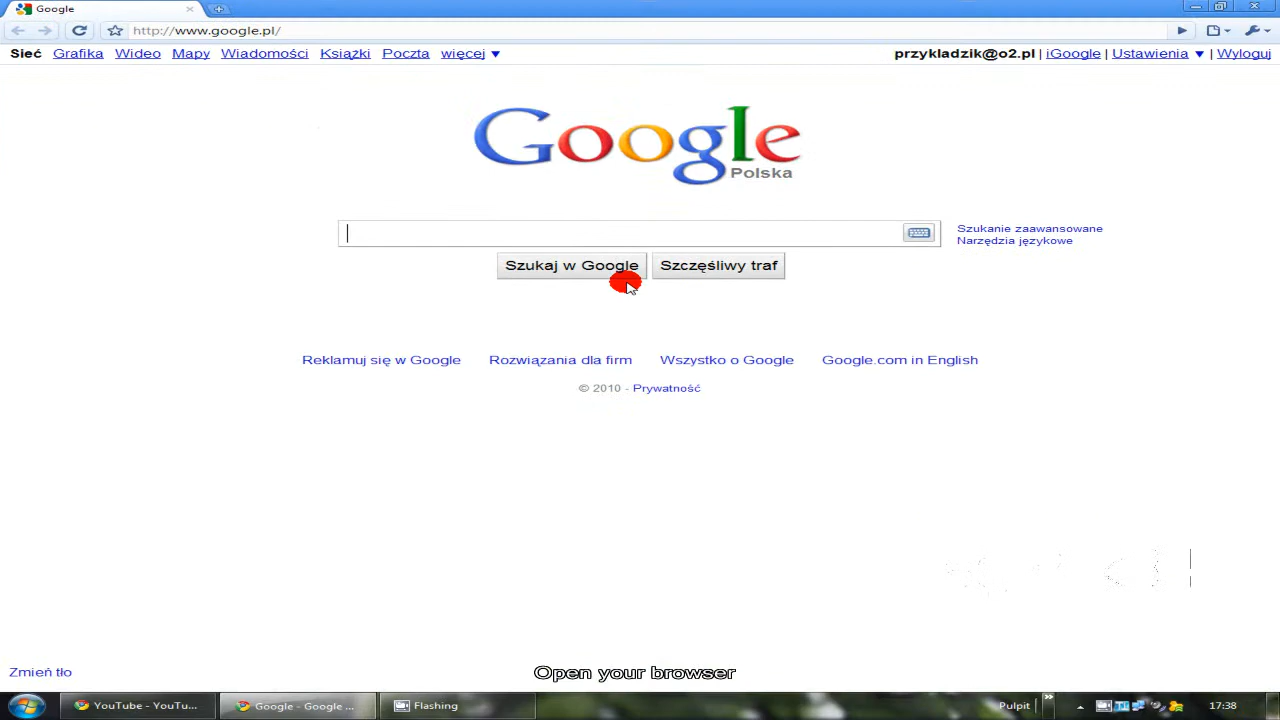 Google
http://www.google.pl/
Sieć Grafika Wideo Mapy Wiadomości Książki Poczta więcej ▼
przykladzik@o2.pl | iGoogle | Ustawienia ▼ | Wyloguj
Google
Polska
Szukanie zaawansowane
Narzędzia językowe
Szukaj w Google
Szczęśliwy traf
Reklamuj się w Google
Rozwiązania dla firm
Wszystko o Google
Google.com in English
© 2010 - Prywatność
Open your browser
Zmień tło
YouTube - YouTu...
Google - Google ...
Flashing
Pulpit
17:38